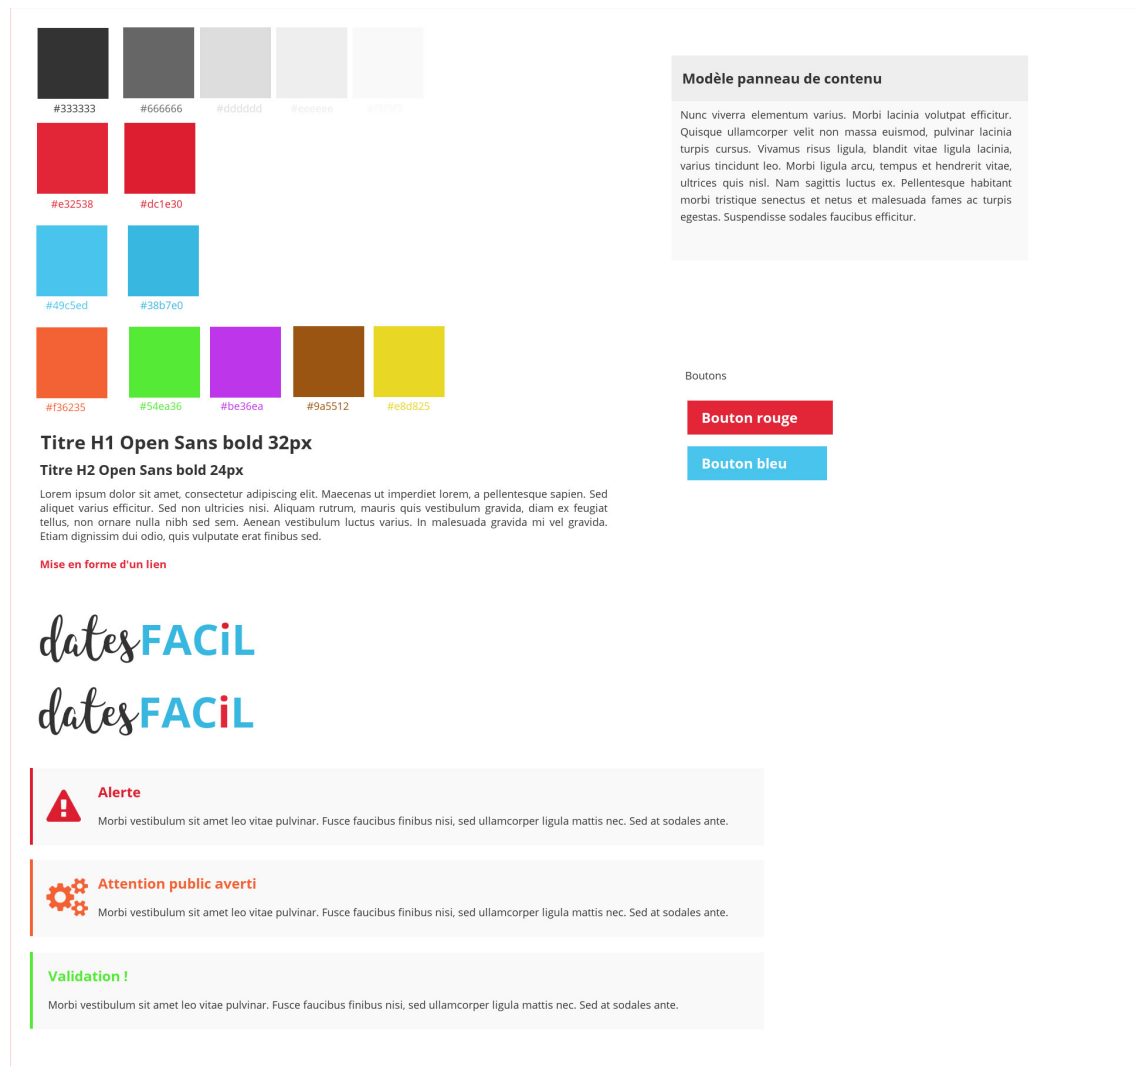 #333333 #666666 #dddddd #eeeeee
#e32538 #dc1e30
#49c5ed #38b7e0
#f36235 #54ea36 #be36ea #9a5512 #e8d825
Titre H1 Open Sans bold 32px
Titre H2 Open Sans bold 24px
Lorem ipsum dolor sit amet, consectetur adipiscing elit. Maecenas ut imperdiet lorem, a pellentesque sapien. Sed
aliquet varius efficitur. Sed non ultricies nisi. Aliquam rutrum, mauris quis vestibulum gravida, diam ex feugiat
tellus, non ornare nulla nibh sed sem. Aenean vestibulum luctus varius. In malesuada gravida mi vel gravida.
Etiam dignissim dui odio, quis vulputate erat finibus sed.
Mise en forme d'un lien
Modèle panneau de contenu
Nunc viverra elementum varius. Morbi lacinia volutpat efficitur.
Quisque ullamcorper velit non massa euismod, pulvinar lacinia
turpis cursus. Vivamus risus ligula, blandit vitae ligula lacinia,
varius tincidunt leo. Morbi ligula arcu, tempus et hendrerit vitae,
ultrices quis nisl. Nam sagittis luctus ex. Pellentesque habitant
morbi tristique senectus et netus et malesuada fames ac turpis
egestas. Suspendisse sodales faucibus efficitur.
Boutons
Bouton rouge
Bouton bleu
datesFACiL
datesFACiL
Alerte
Morbi vestibulum sit amet leo vitae pulvinar. Fusce faucibus finibus nisi, sed ullamcorper ligula mattis nec. Sed at sodales ante.
Attention public averti
Morbi vestibulum sit amet leo vitae pulvinar. Fusce faucibus finibus nisi, sed ullamcorper ligula mattis nec. Sed at sodales ante.
Validation !
Morbi vestibulum sit amet leo vitae pulvinar. Fusce faucibus finibus nisi, sed ullamcorper ligula mattis nec. Sed at sodales ante.